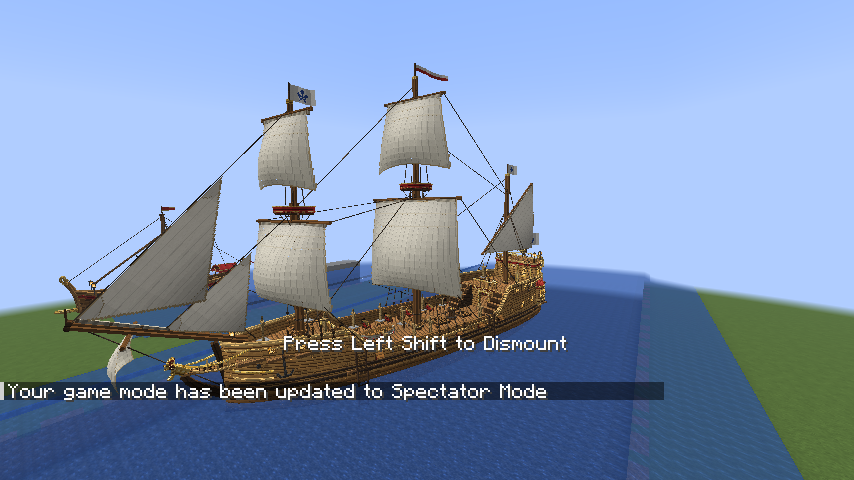 Press Left Shift to Dismount
Your game mode has been updated to Spectator Mode